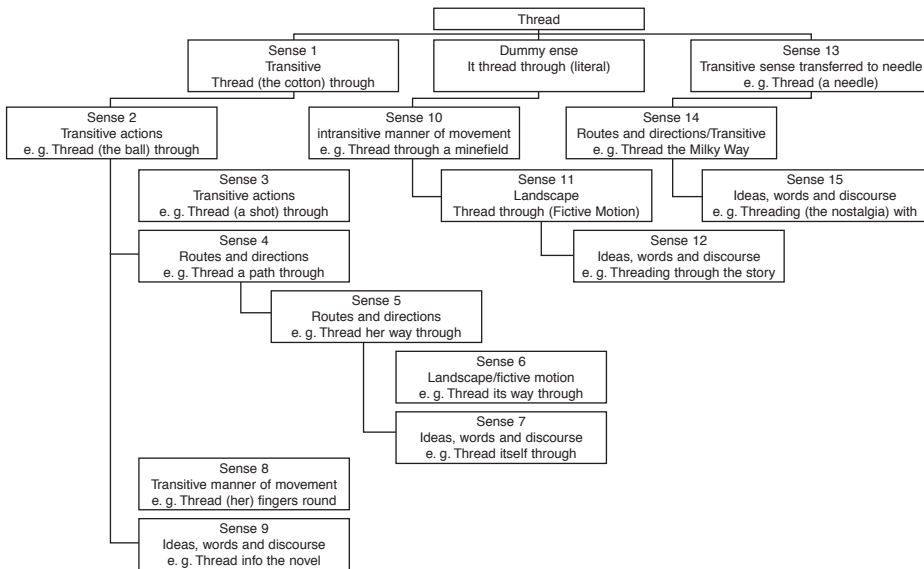 Thread
Sense 1
Transitive
Thread (the cotton) through
Dummy ense
It thread through (literal)
Sense 13
Transitive sense transferred to needle
e. g. Thread (a needle)
Sense 2
Transitive actions
e. g. Thread (the ball) through
Sense 10
intransitive manner of movement
e. g. Thread through a minefield
Sense 14
Routes and directions/Transitive
e. g. Thread the Milky Way
Sense 3
Transitive actions
e. g. Thread (a shot) through
Sense 11
Landscape
Thread through (Fictive Motion)
Sense 15
Ideas, words and discourse
e. g. Threading (the nostalgia) with
Sense 4
Routes and directions
e. g. Thread a path through
Sense 12
Ideas, words and discourse
e. g. Threading through the story
Sense 5
Routes and directions
e. g. Thread her way through
Sense 6
Landscape/fictive motion
e. g. Thread its way through
Sense 7
Ideas, words and discourse
e. g. Thread itself through
Sense 8
Transitive manner of movement
e. g. Thread (her) fingers round
Sense 9
Ideas, words and discourse
e. g. Thread info the novel